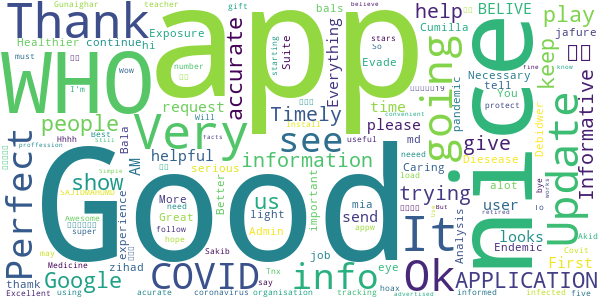 Good
app
nice
WHO
Very
Thank
COVID
info
Update
Perfect
It
Ok
see
going
trying
show
Google
us
APPLICATION
Informative
information
accurate
Timely
people
help
play
keep
give
please
send
user
looks
time
request
helpful
Everything
experience
Gunaighar
teacher
gift
bals
believe
Healthier
continue
hi
Exposure
number
starting
Suite
stars
So
Evade
BELIVE
Cumilla
jafure
Necessary
tell
You
protect
pandemic
must
I'm
Wow
Will
install
facts
useful
md
neeed
Caring
load
Diesease
alot
Debidwer
fine
know
convenient
Best
still
Hhhh
AM
Bala
serious
Better
important
More
need
Great
follow
hope
light
Admin
mia
job
eye
Analysis
bye
works
proffession
super
Awesome
Simple
may
Medicine
thamk
Excellent
using
zihad
acurate
coronavirus
organisation
Tnx
say
Sakib
tracking
hoax
appw
advertised
But
retired
Endemic
informed
infected
First
Covit
Akid
five
lo